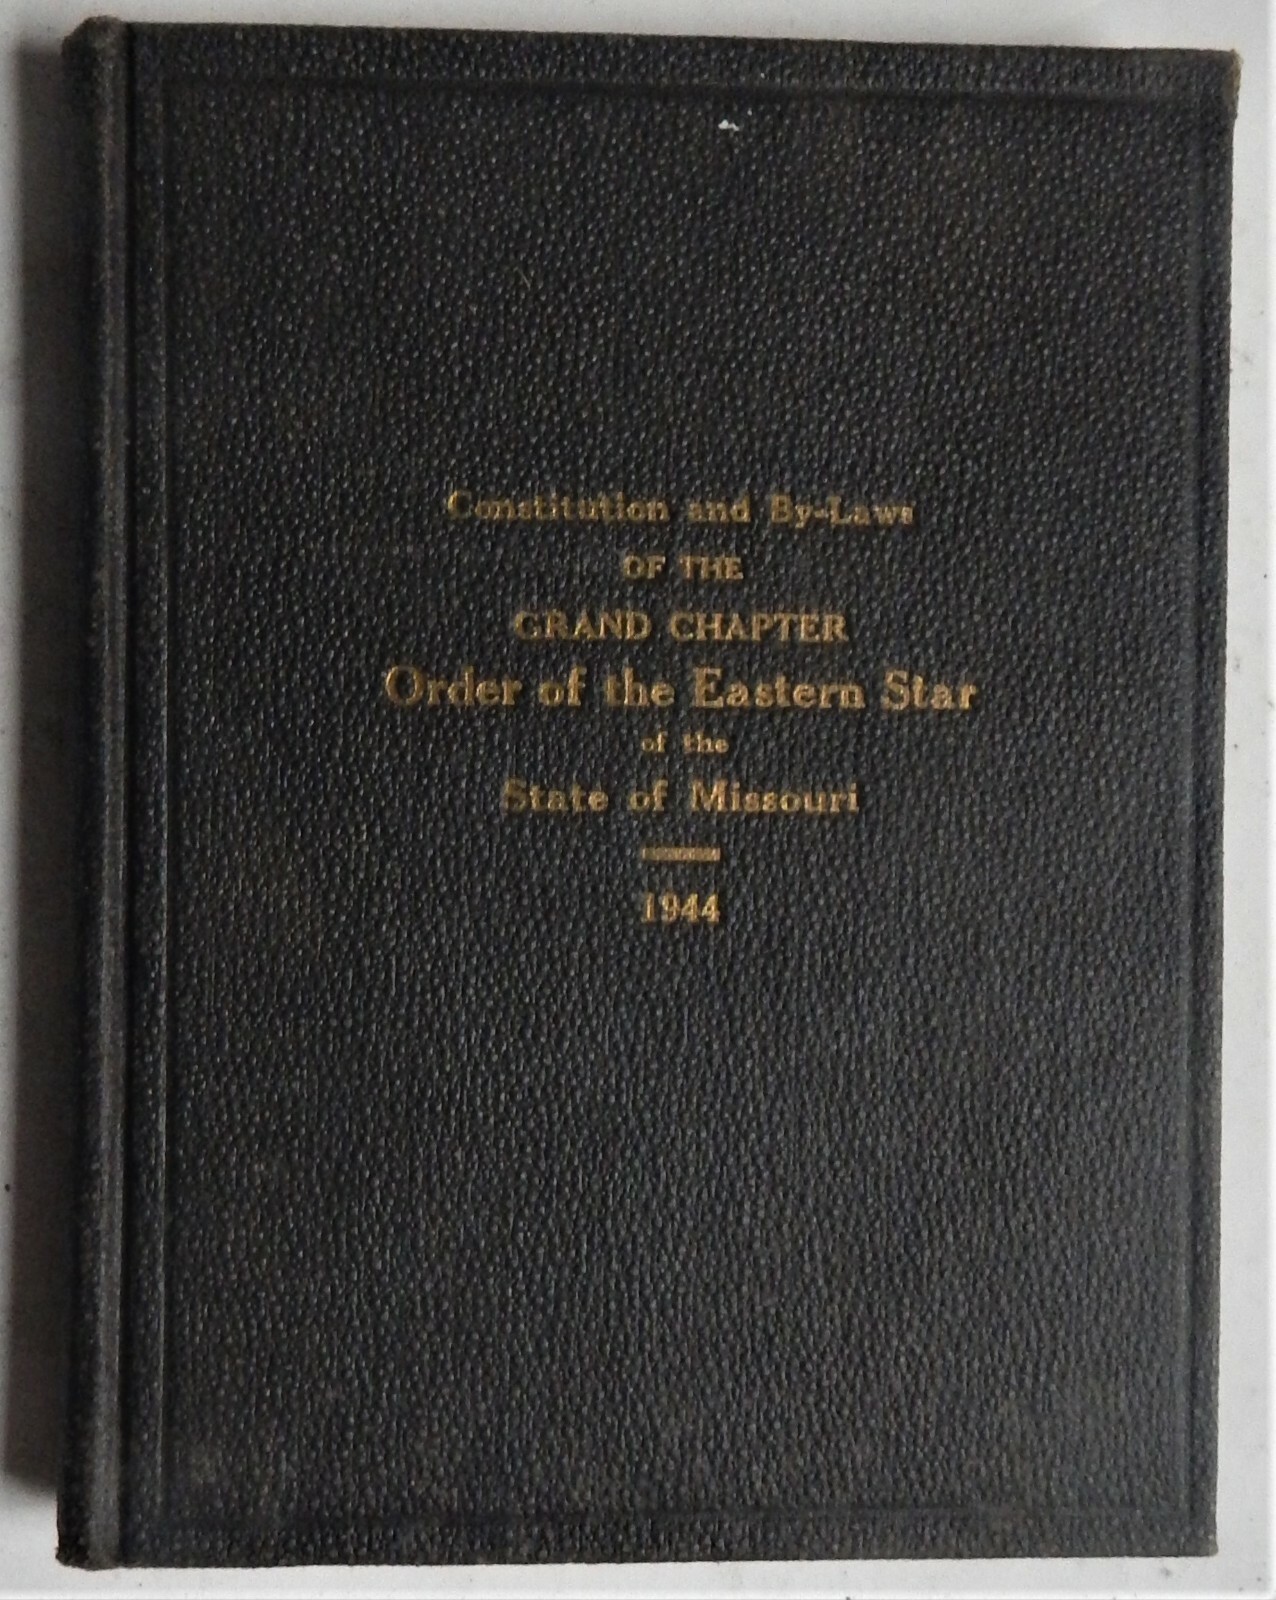 Constitution and By-Laws
OF THE
GRAND CHAPTER
Order of the Eastern Star
of the
State of Missouri
1944